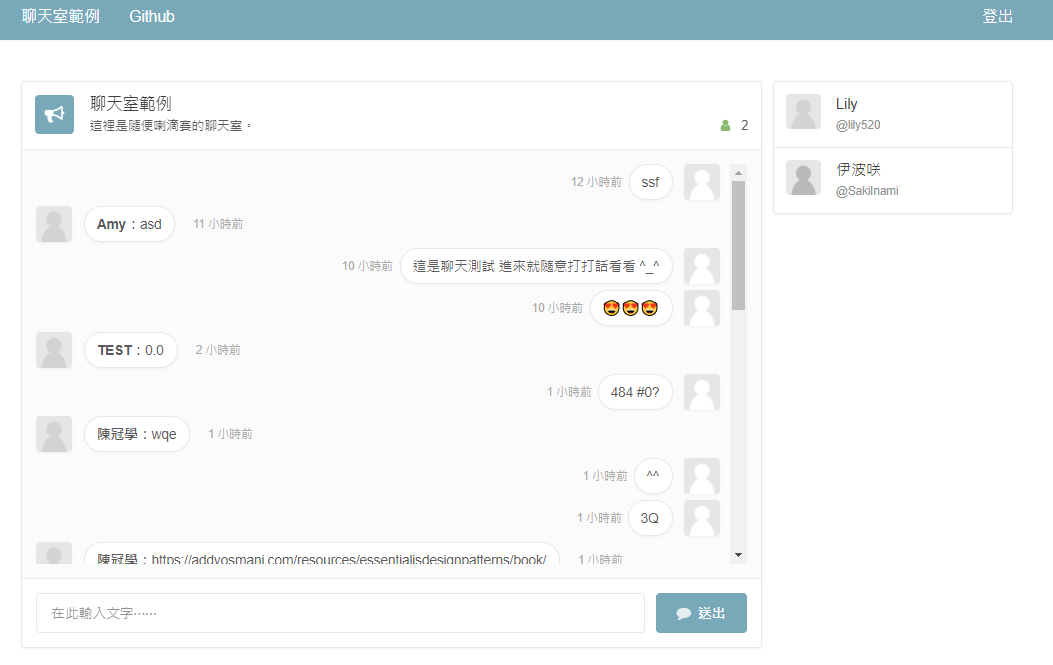 聊天室範例 Github 登出
聊天室範例
這裡是隨便喇滴賽的聊天室。
2
12 小時前 ssf
Amy：asd 11 小時前
10 小時前 這是聊天測試 進來就隨意打打話看看 ^_^
10 小時前 😍😍😍
TEST：0.0 2 小時前
1 小時前 484 #0?
陳冠學：wqe 1 小時前
1 小時前 ^^
1 小時前 3Q
陳冠學：https://addyosmani.com/resources/essentialjsdesignpatterns/book/ 1 小時前
在此輸入文字⋯⋯ 送出
Lily
@lily520
伊波咲
@SakiInami